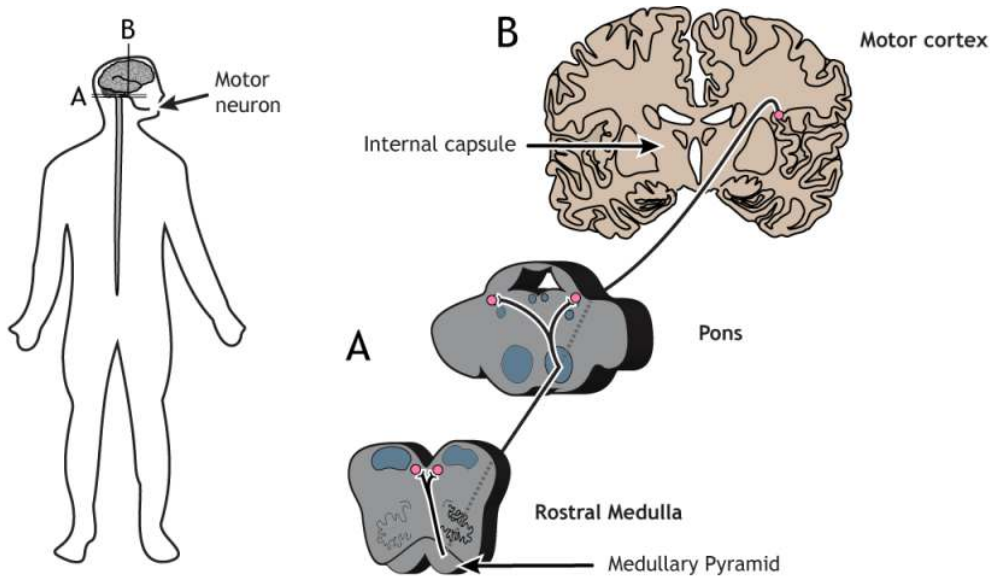 B
A
Motor
neuron
B
Motor cortex
Internal capsule
A
Pons
Rostral Medulla
Medullary Pyramid